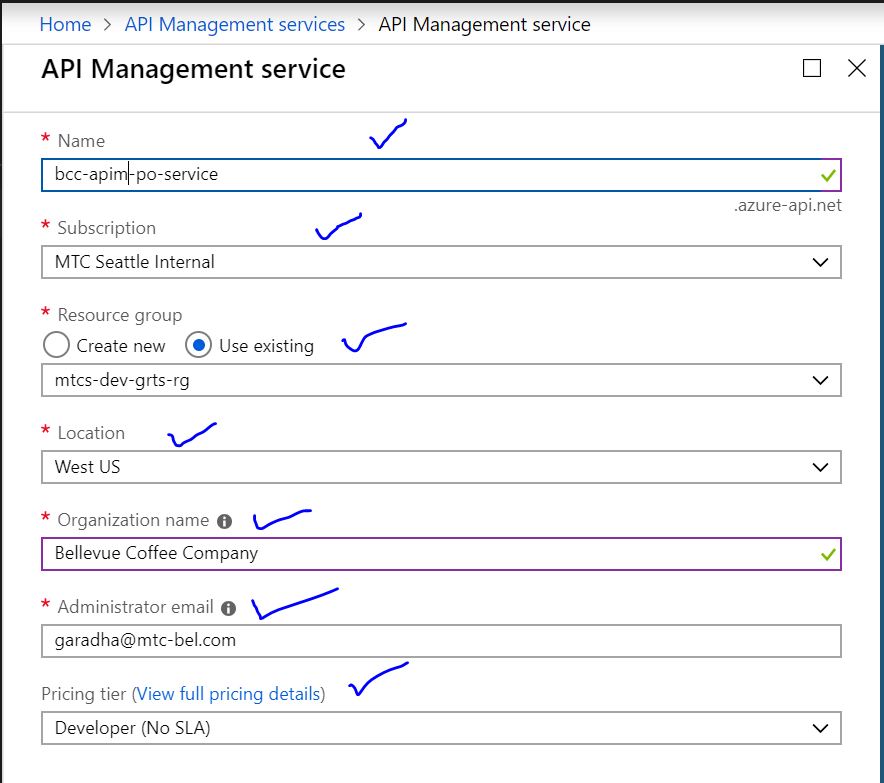 Home > API Management services > API Management service
API Management service
* Name
bcc-apim-po-service
.azure-api.net
* Subscription
MTC Seattle Internal
* Resource group
Create new Use existing
mtcs-dev-grts-rg
* Location
West US
* Organization name
Bellevue Coffee Company
* Administrator email
garadha@mtc-bel.com
Pricing tier (View full pricing details)
Developer (No SLA)